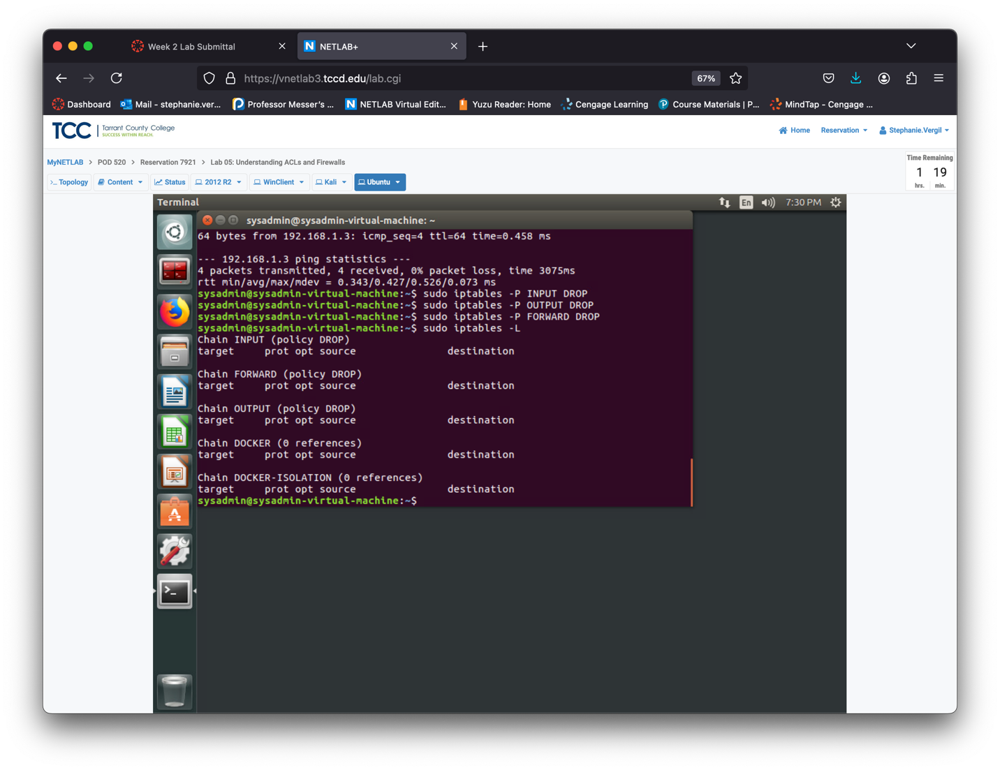 Week 2 Lab Submittal
NETLAB+
https://vnetlab3.tccd.edu/lab.cgi
67%
Dashboard
Mail - stephanie.ver...
Professor Messer's ...
NETLAB Virtual Edit...
Yuzu Reader: Home
Cengage Learning
Course Materials | P...
MindTap - Cengage ...
TCC
Tarrant County College
SUCCESS WITHIN REACH.
Home
Reservation
Stephanie.Vergil
MyNETLAB > POD 520 > Reservation 7921 > Lab 05: Understanding ACLs and Firewalls
Time Remaining
1 19
hrs. min.
>_ Topology
Content
Status
2012 R2
WinClient
Kali
Ubuntu
Terminal
En
7:30 PM
sysadmin@sysadmin-virtual-machine: ~
64 bytes from 192.168.1.3: icmp_seq=4 ttl=64 time=0.458 ms
--- 192.168.1.3 ping statistics ---
4 packets transmitted, 4 received, 0% packet loss, time 3075ms
rtt min/avg/max/mdev = 0.343/0.427/0.526/0.073 ms
sysadmin@sysadmin-virtual-machine:~$ sudo iptables -P INPUT DROP
sysadmin@sysadmin-virtual-machine:~$ sudo iptables -P OUTPUT DROP
sysadmin@sysadmin-virtual-machine:~$ sudo iptables -P FORWARD DROP
sysadmin@sysadmin-virtual-machine:~$ sudo iptables -L
Chain INPUT (policy DROP)
target     prot opt source               destination
Chain FORWARD (policy DROP)
target     prot opt source               destination
Chain OUTPUT (policy DROP)
target     prot opt source               destination
Chain DOCKER (0 references)
target     prot opt source               destination
Chain DOCKER-ISOLATION (0 references)
target     prot opt source               destination
sysadmin@sysadmin-virtual-machine:~$